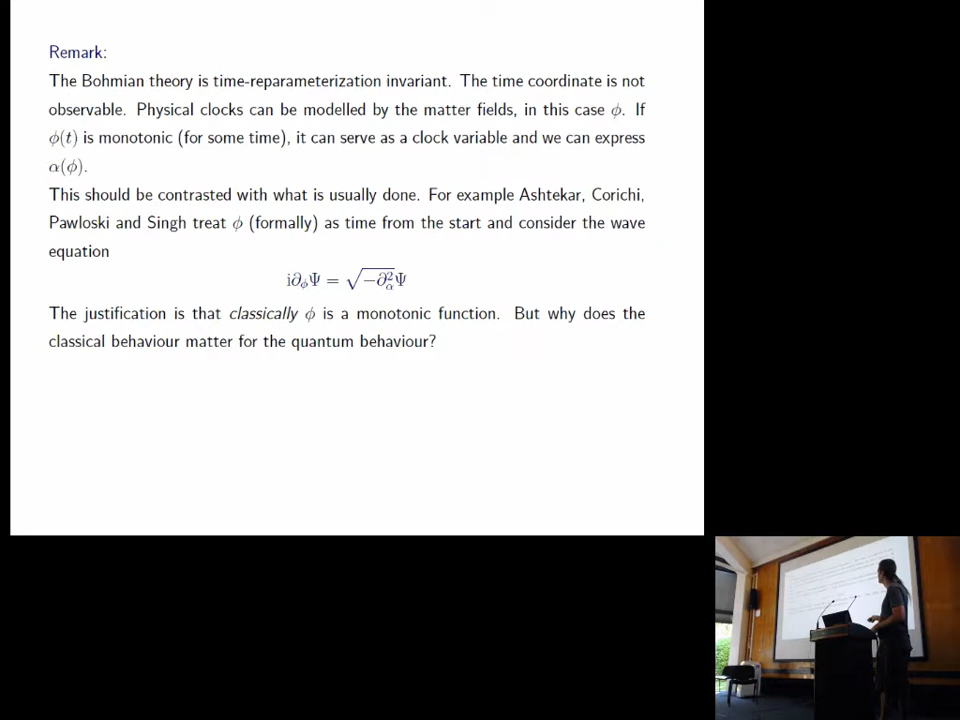 Remark:
The Bohmian theory is time-reparameterization invariant. The time coordinate is not
observable. Physical clocks can be modelled by the matter fields, in this case ϕ. If
ϕ(t) is monotonic (for some time), it can serve as a clock variable and we can express
α(ϕ).
This should be contrasted with what is usually done. For example Ashtekar, Corichi,
Pawloski and Singh treat ϕ (formally) as time from the start and consider the wave
equation
i∂_ϕΨ = √(−∂²_α)Ψ
The justification is that classically ϕ is a monotonic function. But why does the
classical behaviour matter for the quantum behaviour?